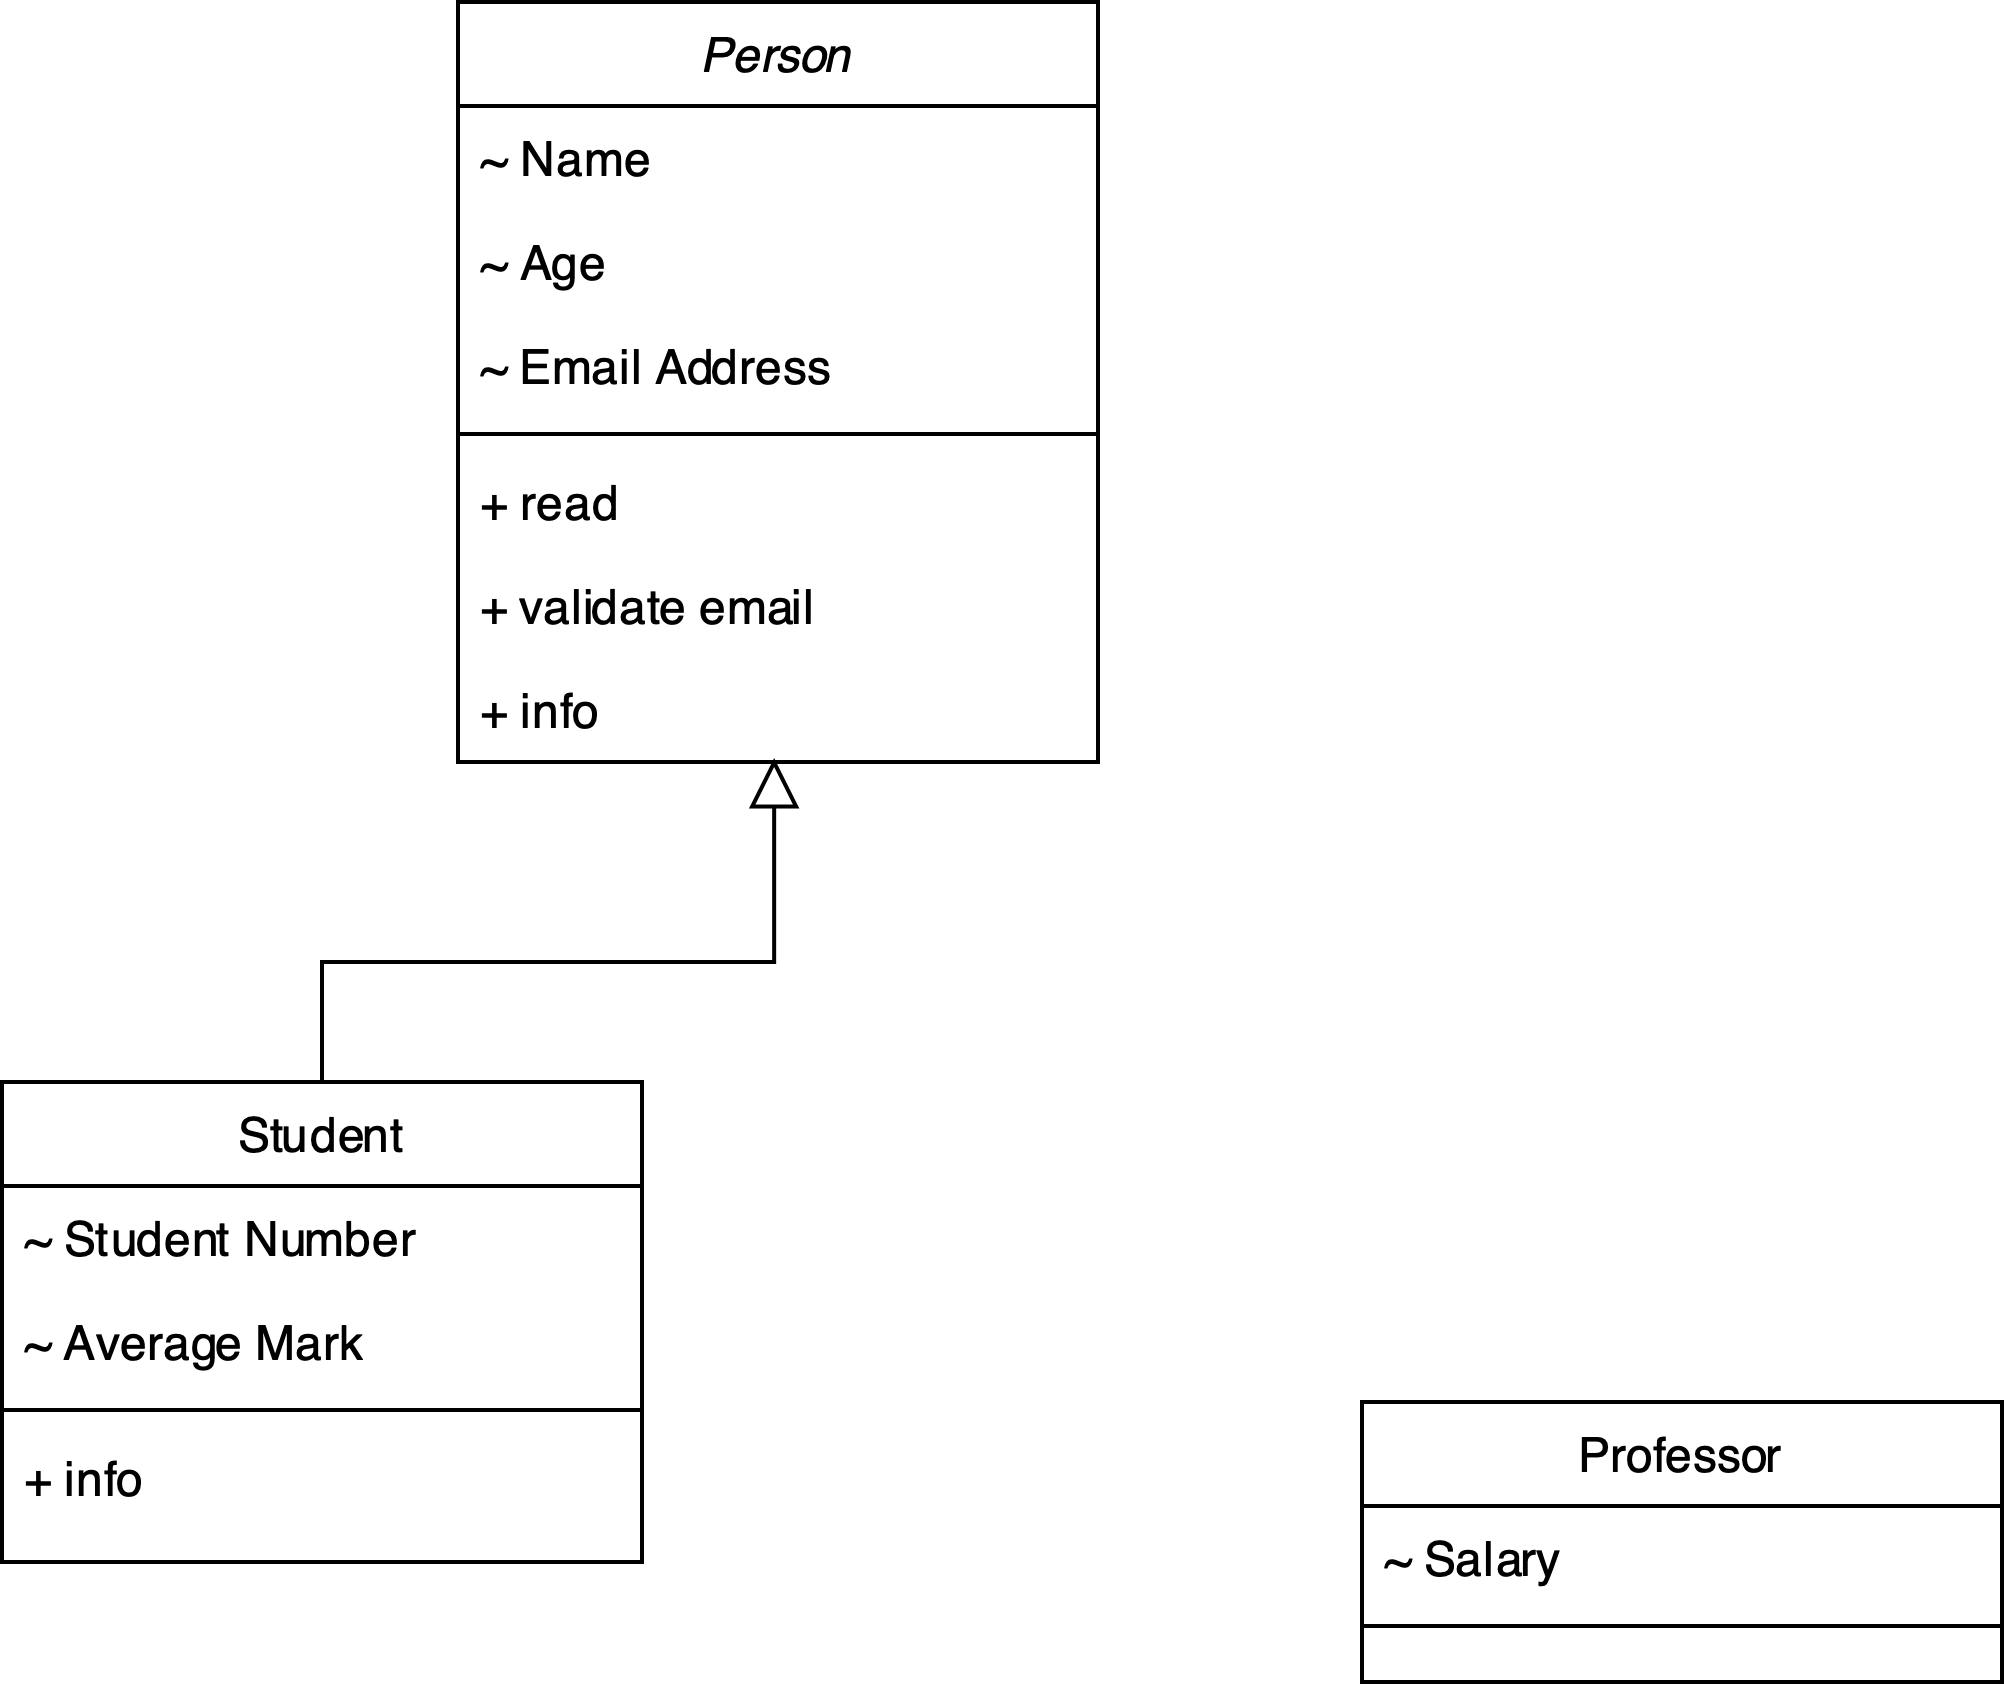 Person
~ Name
~ Age
~ Email Address
+ read
+ validate email
+ info
Student
~ Student Number
~ Average Mark
+ info
Professor
~ Salary